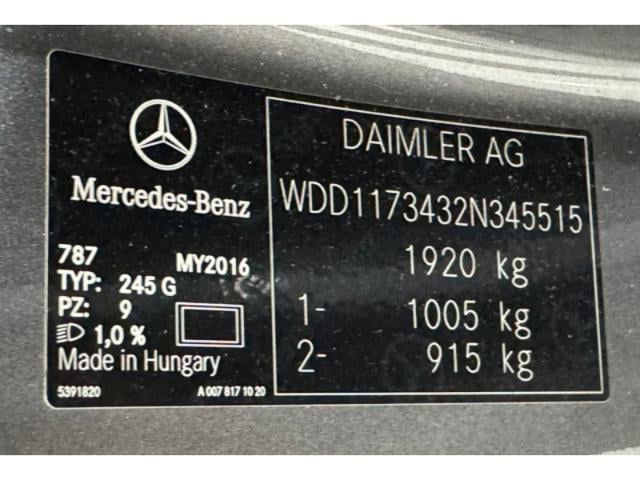 Mercedes-Benz
787 MY2016
TYP: 245 G
PZ: 9
1,0 %
Made in Hungary
5391820 A 007 817 10 20
DAIMLER AG
WDD1173432N345515
1920 kg
1- 1005 kg
2- 915 kg